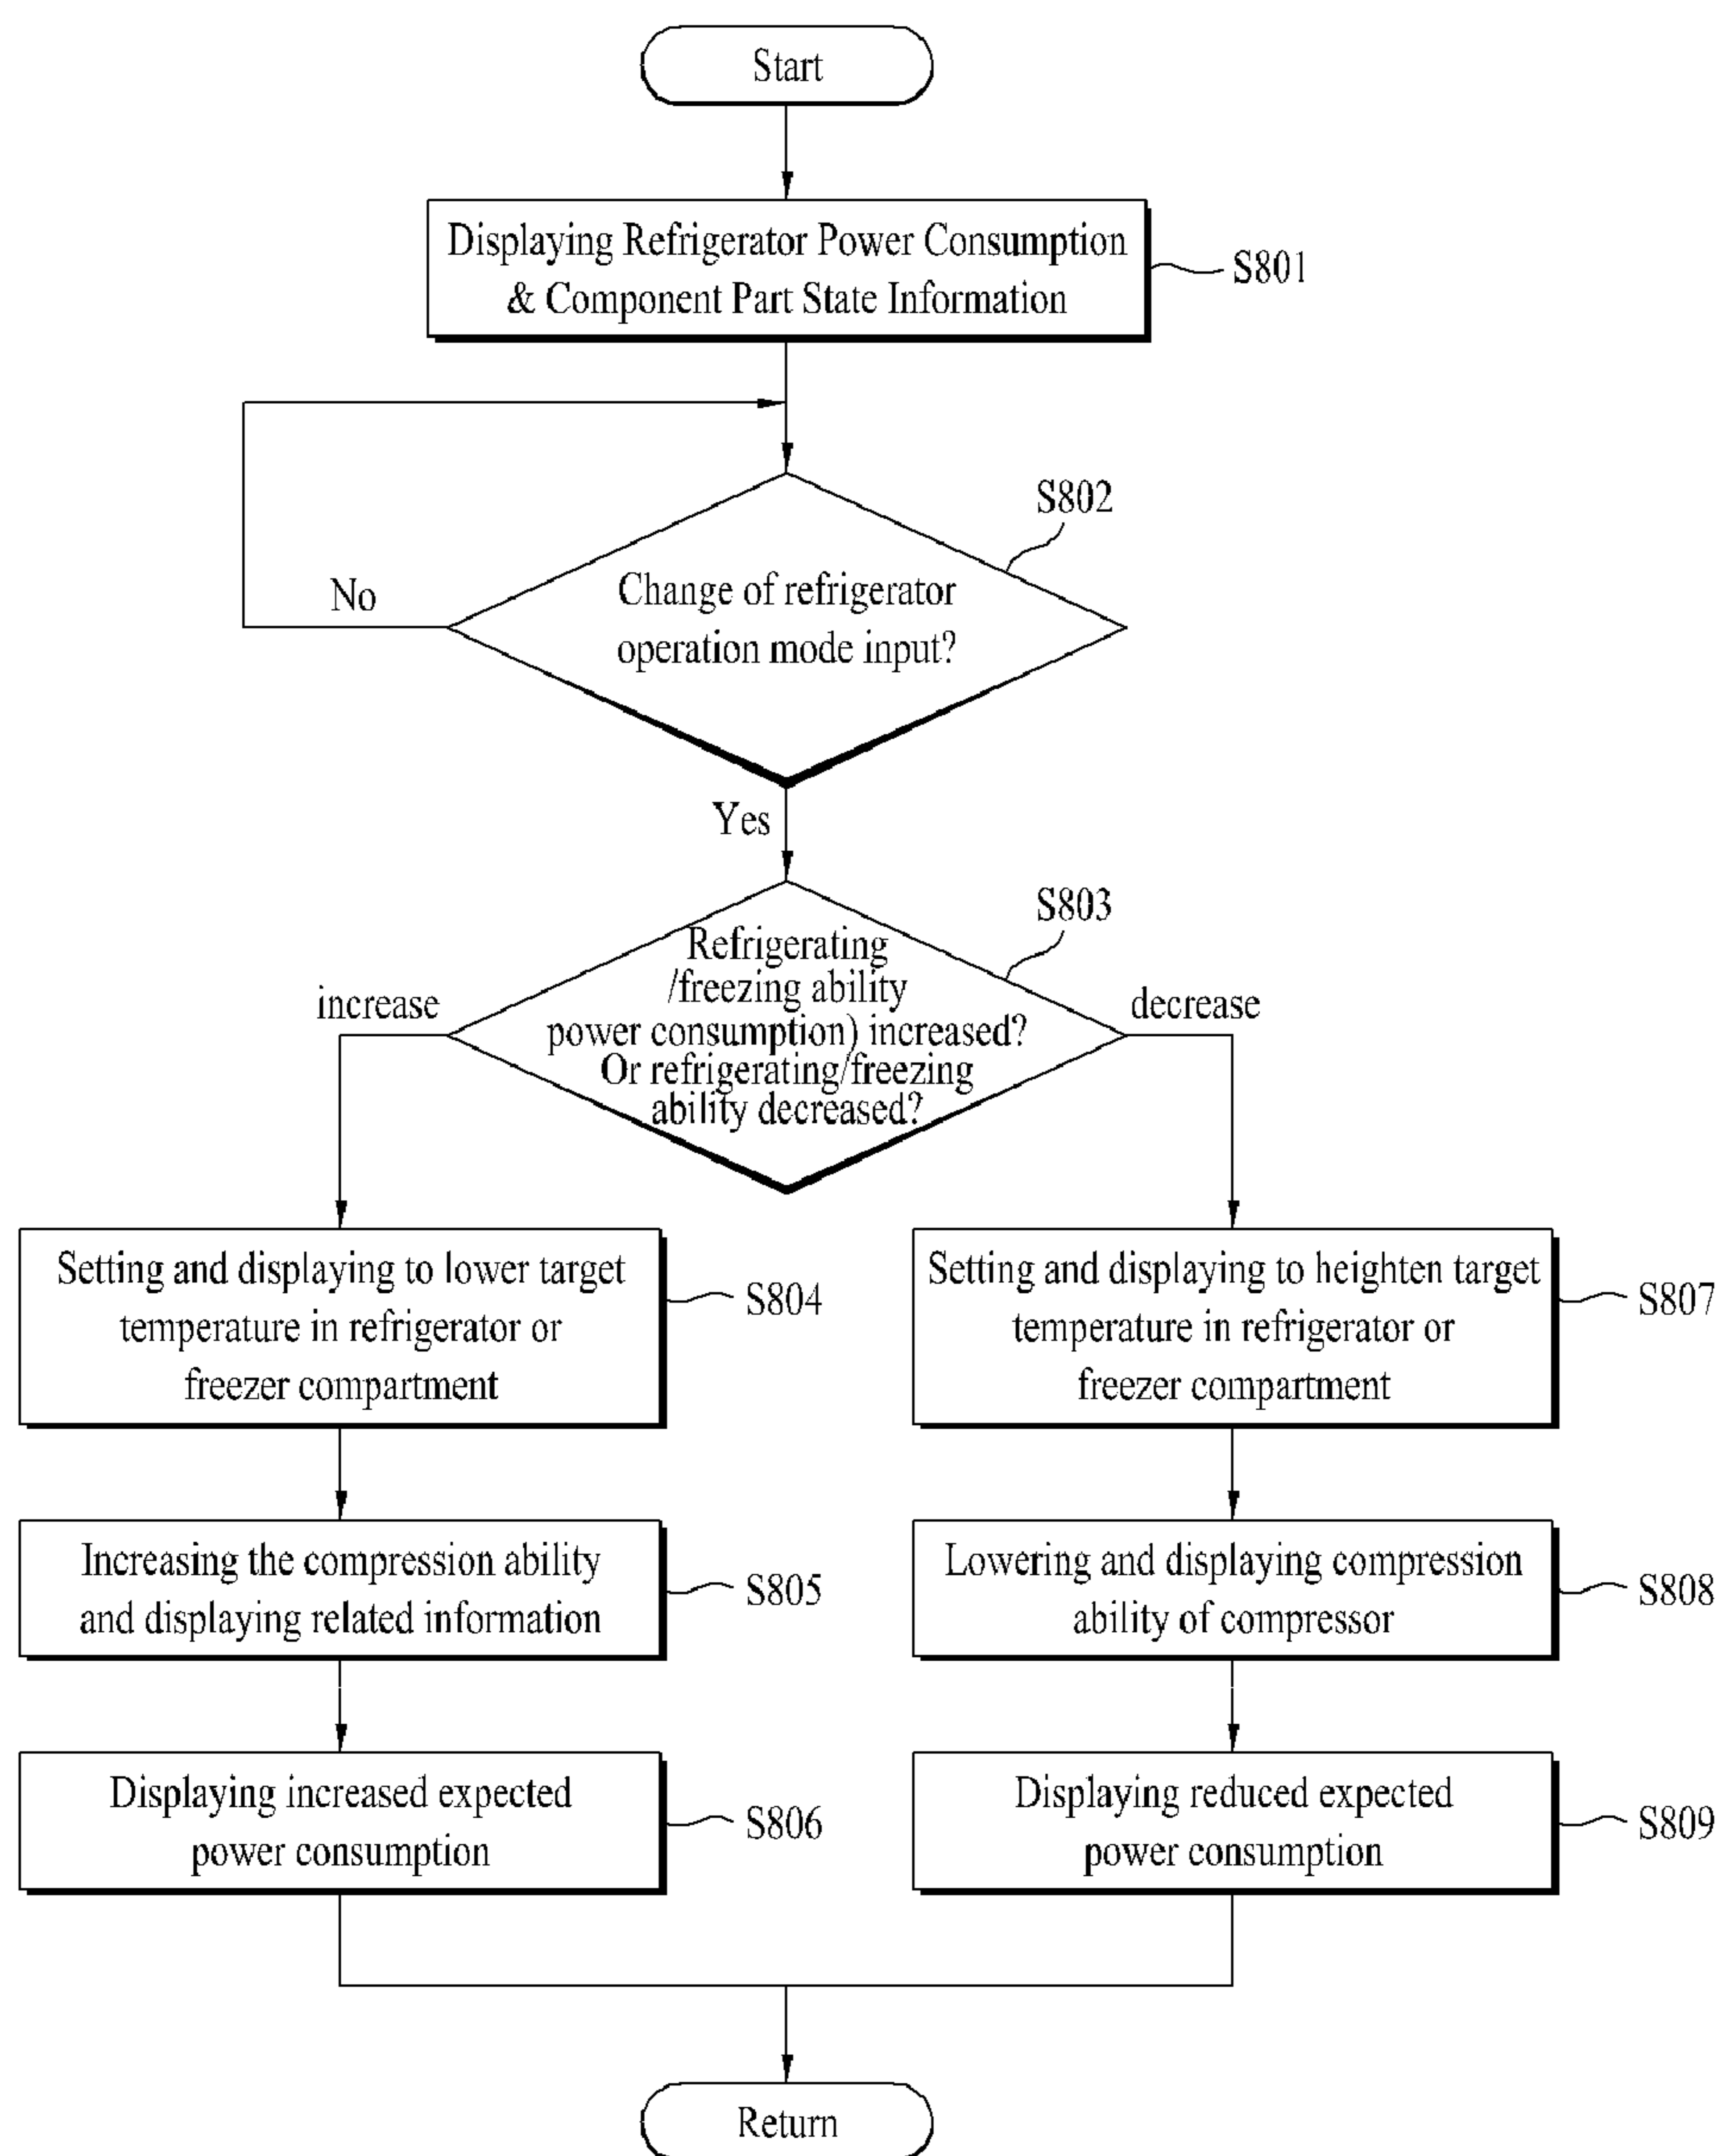 Start
Displaying Refrigerator Power Consumption
& Component Part State Information
S801
S802
Change of refrigerator
operation mode input?
No
Yes
S803
Refrigerating
/freezing ability
power consumption) increased?
Or refrigerating/freezing
ability decreased?
increase
decrease
Setting and displaying to lower target
temperature in refrigerator or
freezer compartment
S804
Setting and displaying to heighten target
temperature in refrigerator or
freezer compartment
S807
Increasing the compression ability
and displaying related information
S805
Lowering and displaying compression
ability of compressor
S808
Displaying increased expected
power consumption
S806
Displaying reduced expected
power consumption
S809
Return